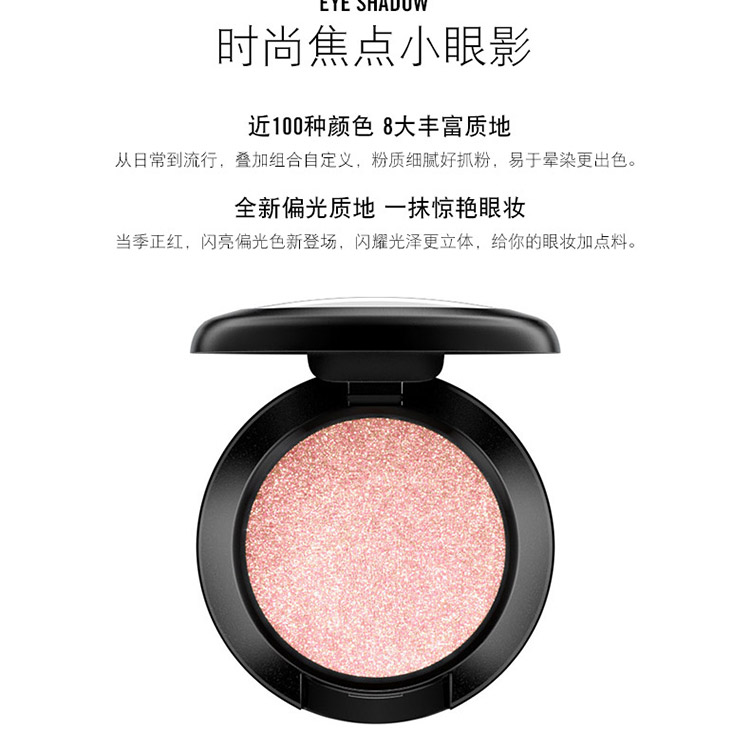 EYE SHADOW
时尚焦点小眼影
近100种颜色 8大丰富质地
从日常到流行，叠加组合自定义，粉质细腻好抓粉，易于晕染更出色。
全新偏光质地 一抹惊艳眼妆
当季正红，闪亮偏光色新登场，闪耀光泽更立体，给你的眼妆加点料。